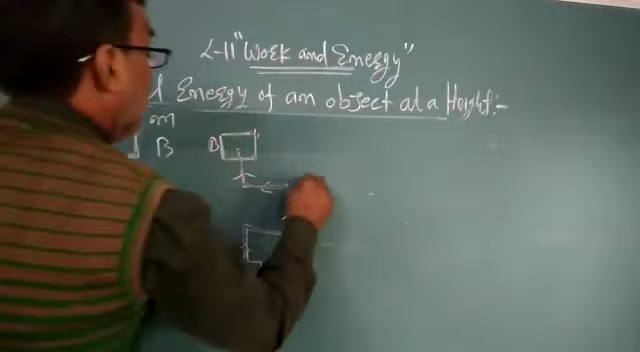 L-11 "Work and Energy"
l Energy of an object at a Height:-
m
B B